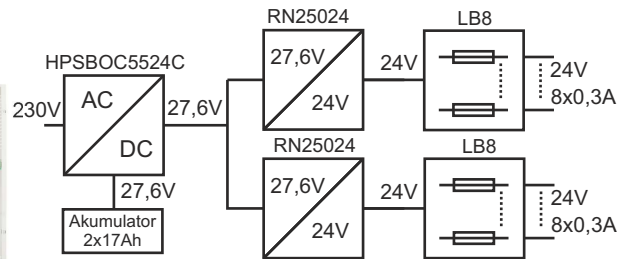 RN25024
LB8
HPSBOC5524C
27,6V
24V
24V
24V
8x0,3A
230V
AC
DC
27,6V
RN25024
LB8
27,6V
27,6V
24V
24V
24V
8x0,3A
Akumulator
2x17Ah